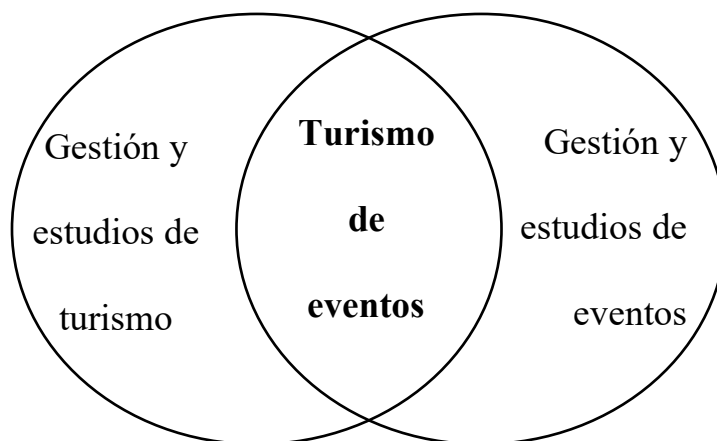 Gestión y
estudios de
turismo
Turismo
de
eventos
Gestión y
estudios de
eventos